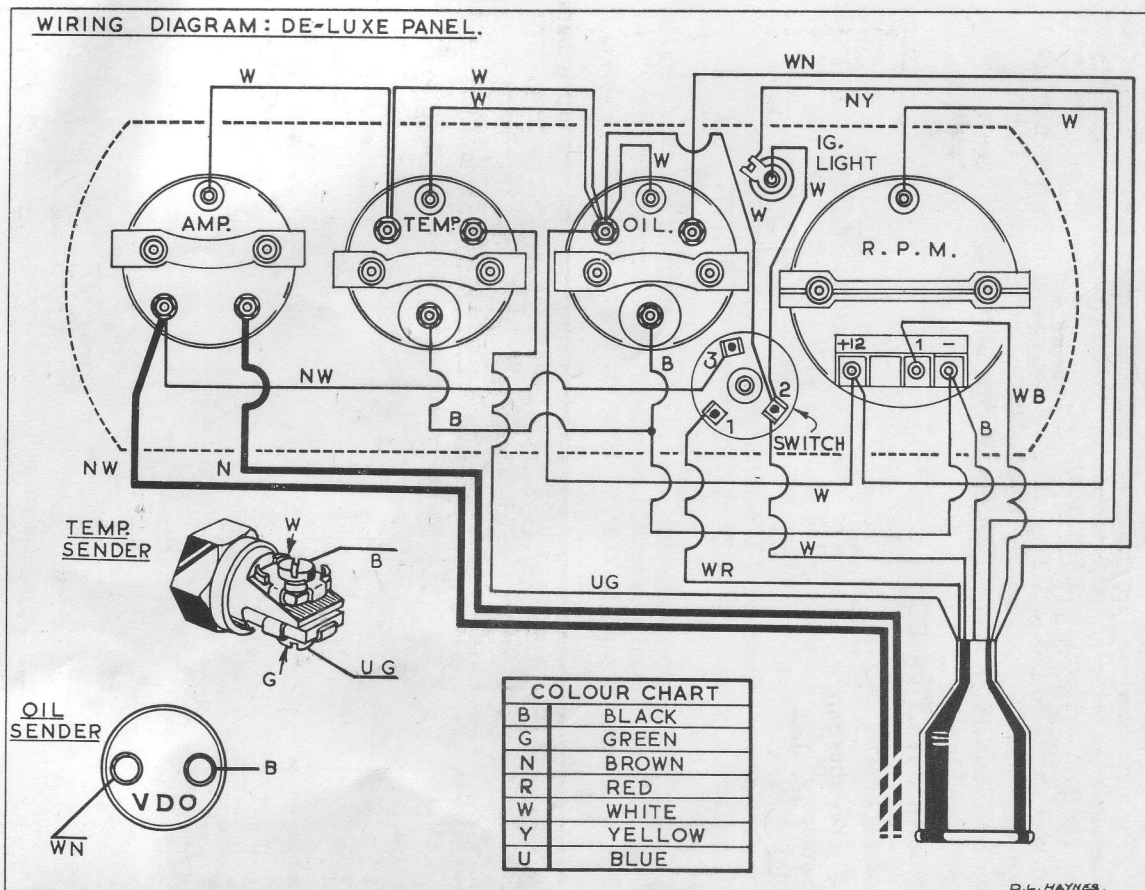 WIRING DIAGRAM: DE-LUXE PANEL.
W
W
W
WN
NY
W
IG.
LIGHT
W
W
W
AMP.
TEMP.
OIL.
R.P.M.
+12
1
-
3
2
1
SWITCH
NW
B
B
WB
B
NW
N
W
W
WR
UG
TEMP.
SENDER
W
B
G
UG
OIL
SENDER
B
VDO
WN
COLOUR CHART
B BLACK
G GREEN
N BROWN
R RED
W WHITE
Y YELLOW
U BLUE
D.L. HAYNES.